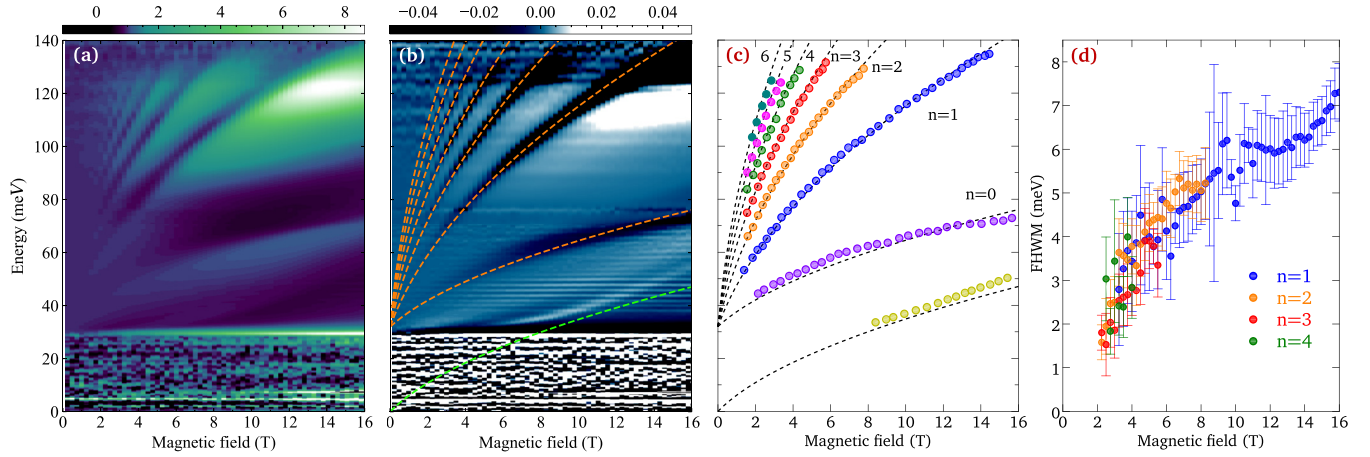 0 2 4 6 8
−0.04 −0.02 0.00 0.02 0.04
(a)
(b)
(c)
(d)
140
120
100
80
60
40
20
0
Energy (meV)
0 2 4 6 8 10 12 14 16
Magnetic field (T)
0 2 4 6 8 10 12 14 16
Magnetic field (T)
6 5 4 n=3
n=2
n=1
n=0
0 2 4 6 8 10 12 14 16
Magnetic field (T)
8
7
6
5
4
3
2
1
0
FHWM (meV)
n=1
n=2
n=3
n=4
2 4 6 8 10 12 14 16
Magnetic field (T)